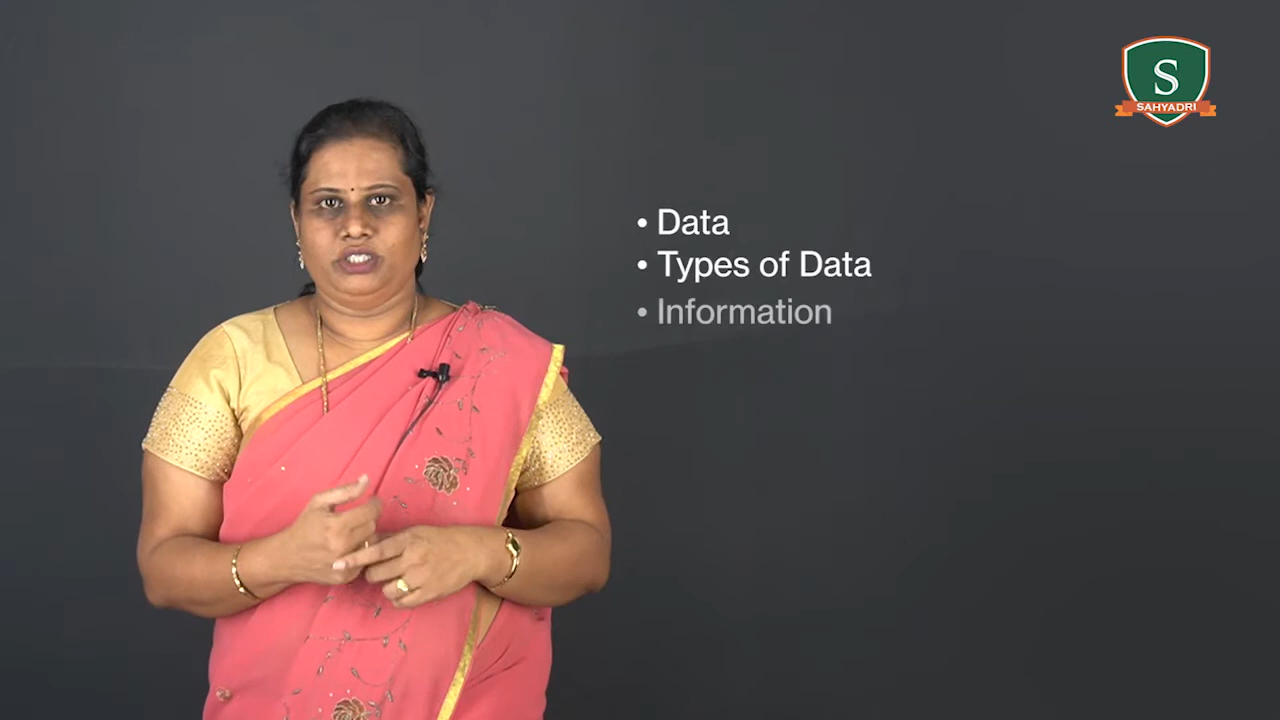 S
SAHYADRI
• Data
• Types of Data
• Information